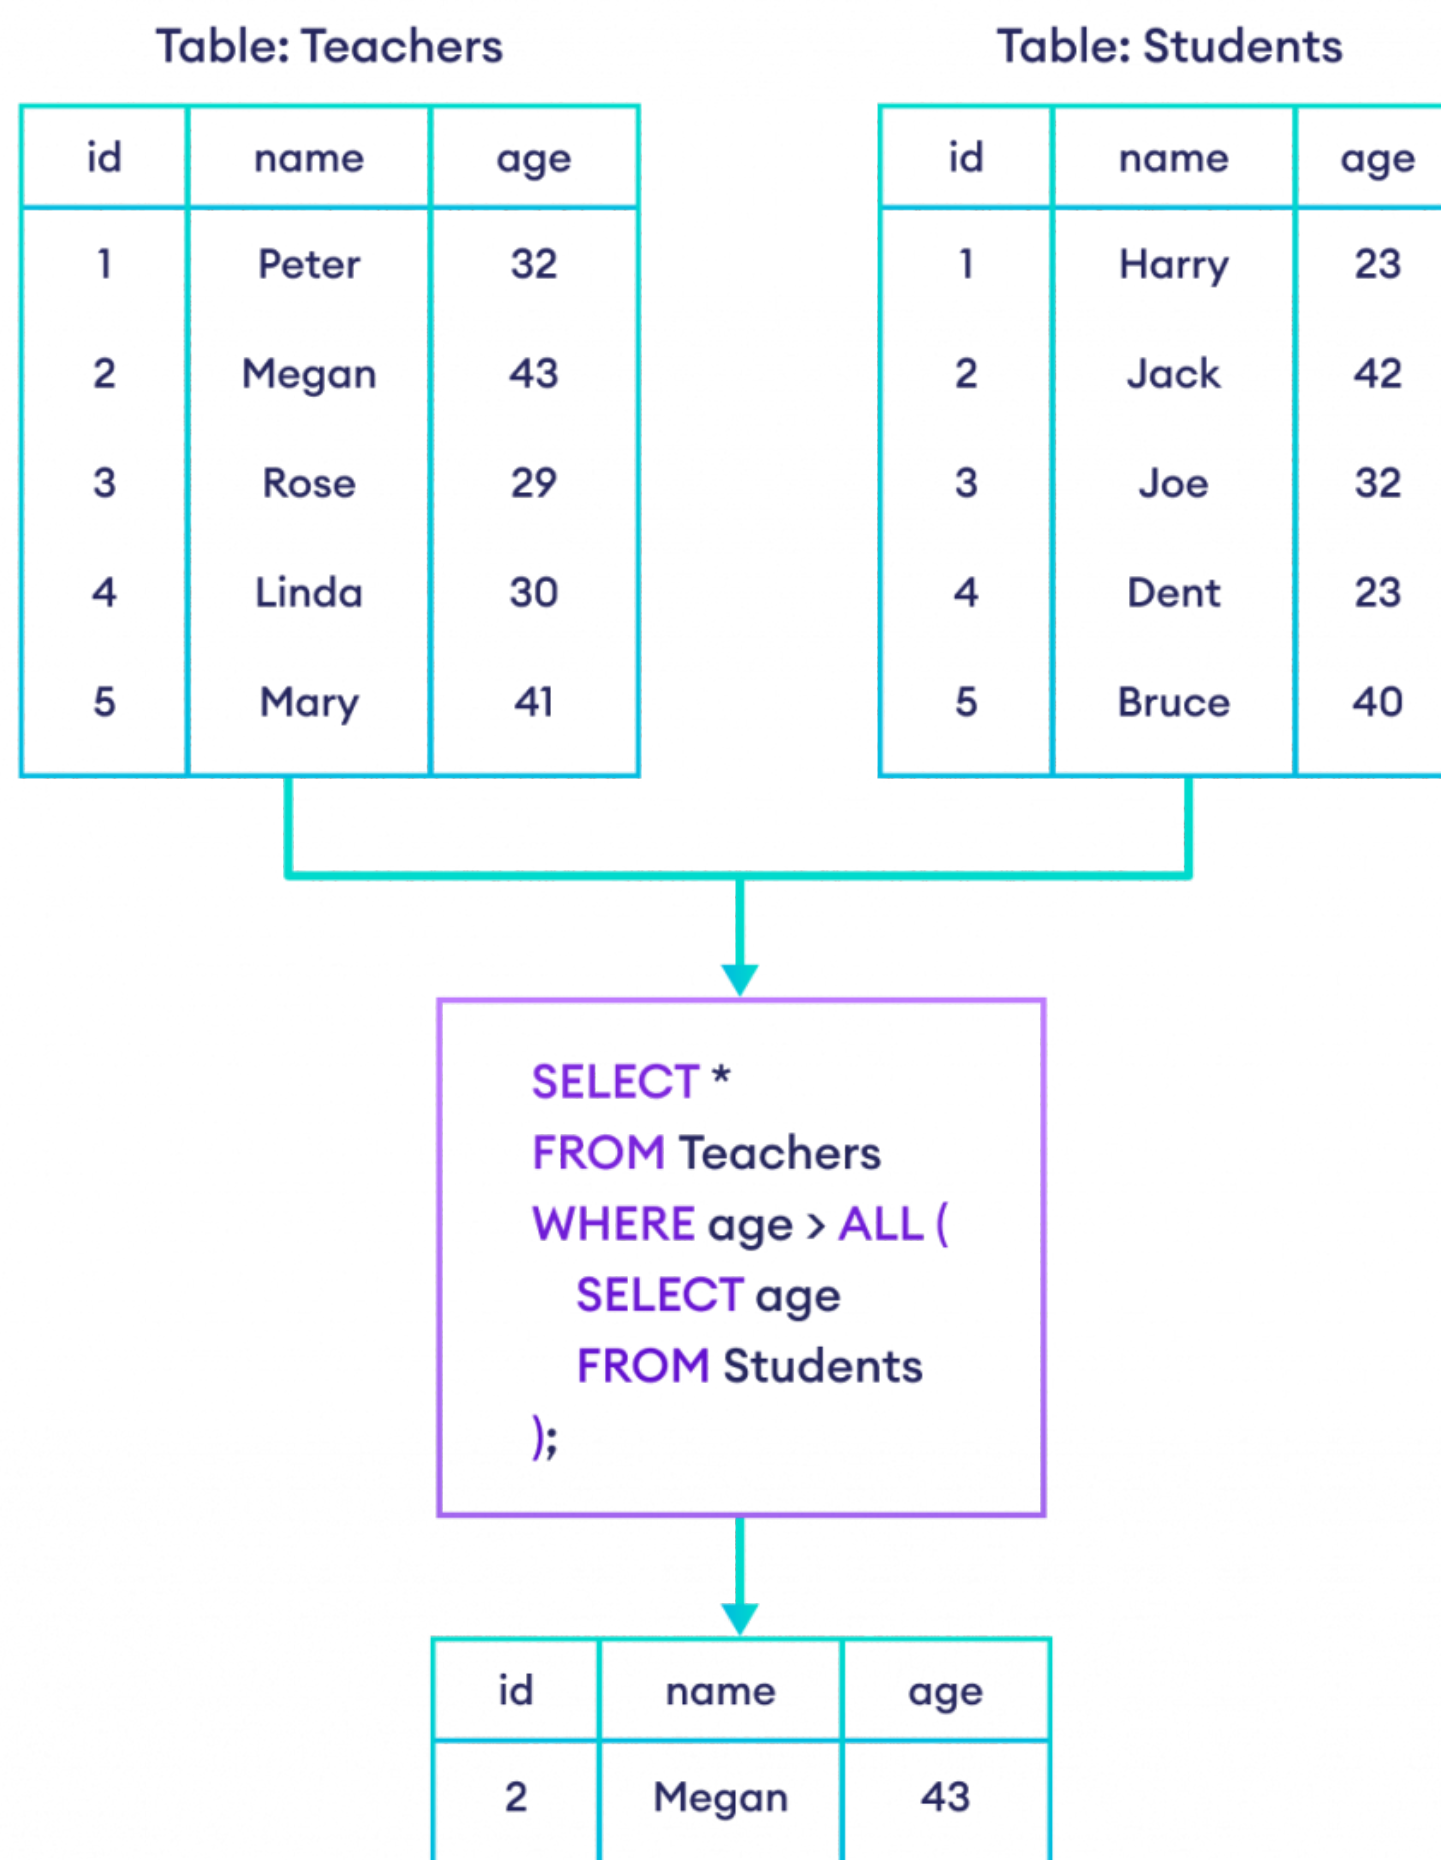 Table: Teachers
id name age
1 Peter 32
2 Megan 43
3 Rose 29
4 Linda 30
5 Mary 41
Table: Students
id name age
1 Harry 23
2 Jack 42
3 Joe 32
4 Dent 23
5 Bruce 40
SELECT *
FROM Teachers
WHERE age > ALL (
SELECT age
FROM Students
);
id name age
2 Megan 43